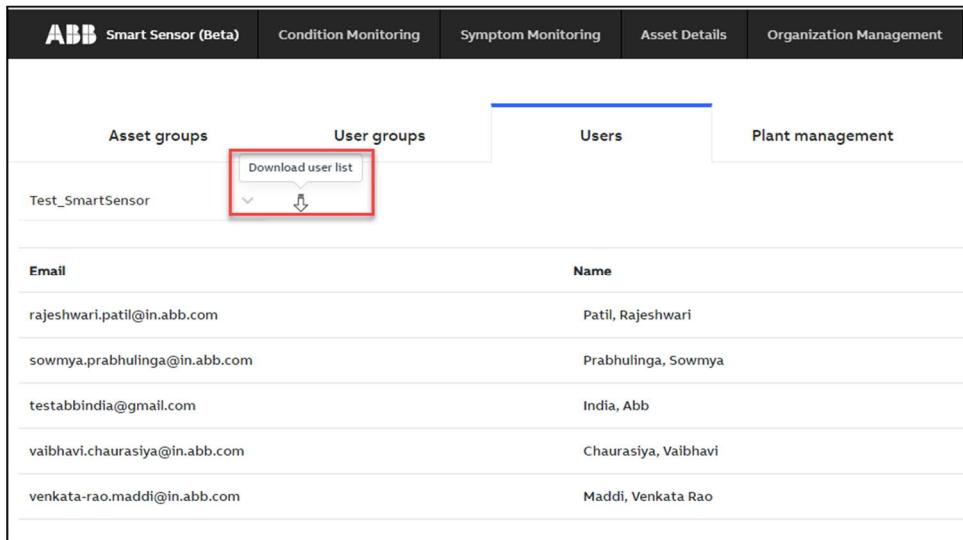 ABB Smart Sensor (Beta) Condition Monitoring Symptom Monitoring Asset Details Organization Management
Asset groups User groups Users Plant management
Download user list
Test_SmartSensor
Email Name
rajeshwari.patil@in.abb.com Patil, Rajeshwari
sowmya.prabhulinga@in.abb.com Prabhulinga, Sowmya
testabbindia@gmail.com India, Abb
vaibhavi.chaurasiya@in.abb.com Chaurasiya, Vaibhavi
venkata-rao.maddi@in.abb.com Maddi, Venkata Rao